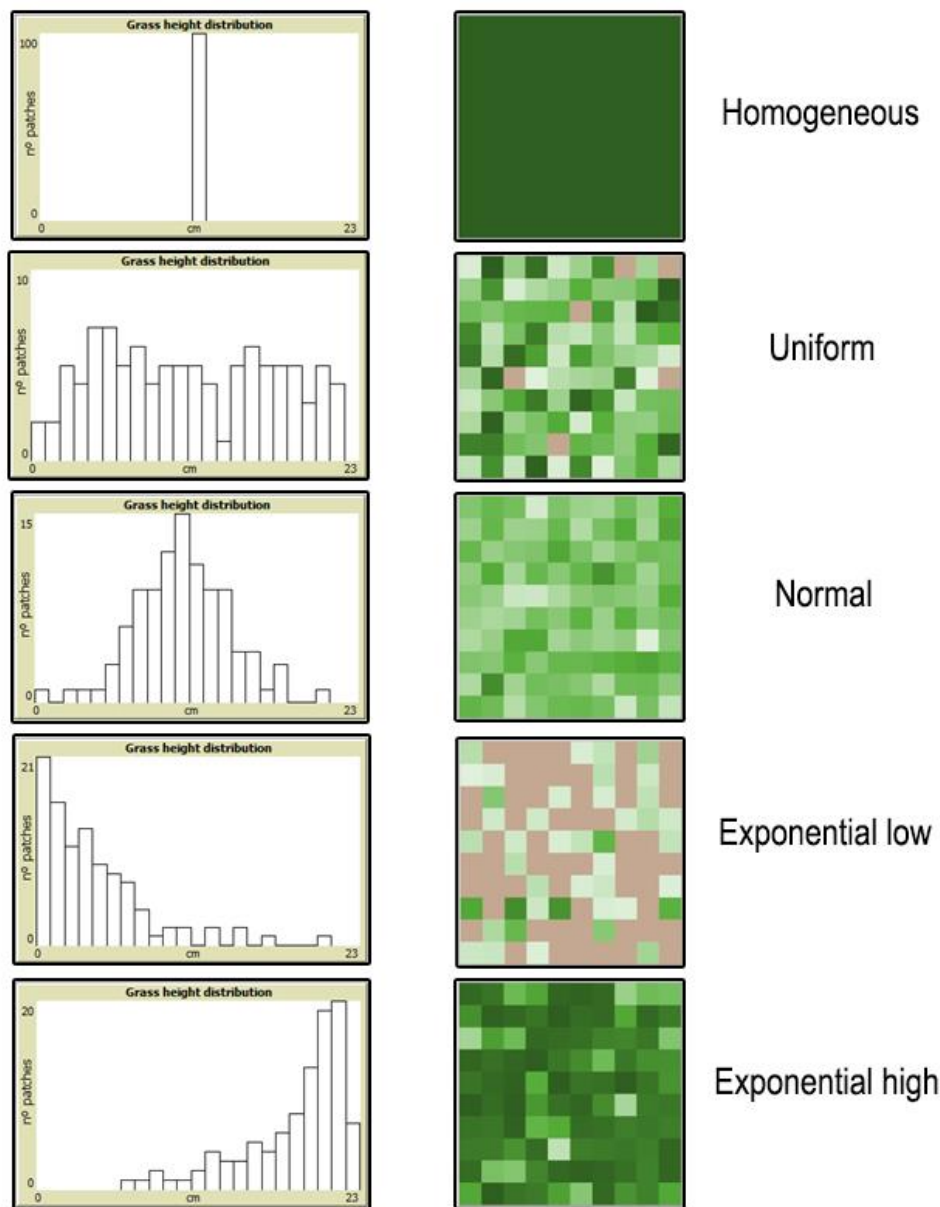 Grass height distribution
100
nº patches
0
0 cm 23
Homogeneous
Grass height distribution
10
nº patches
0
0 cm 23
Uniform
Grass height distribution
15
nº patches
0
0 cm 23
Normal
Grass height distribution
21
nº patches
0
0 cm 23
Exponential low
Grass height distribution
20
nº patches
0
0 cm 23
Exponential high